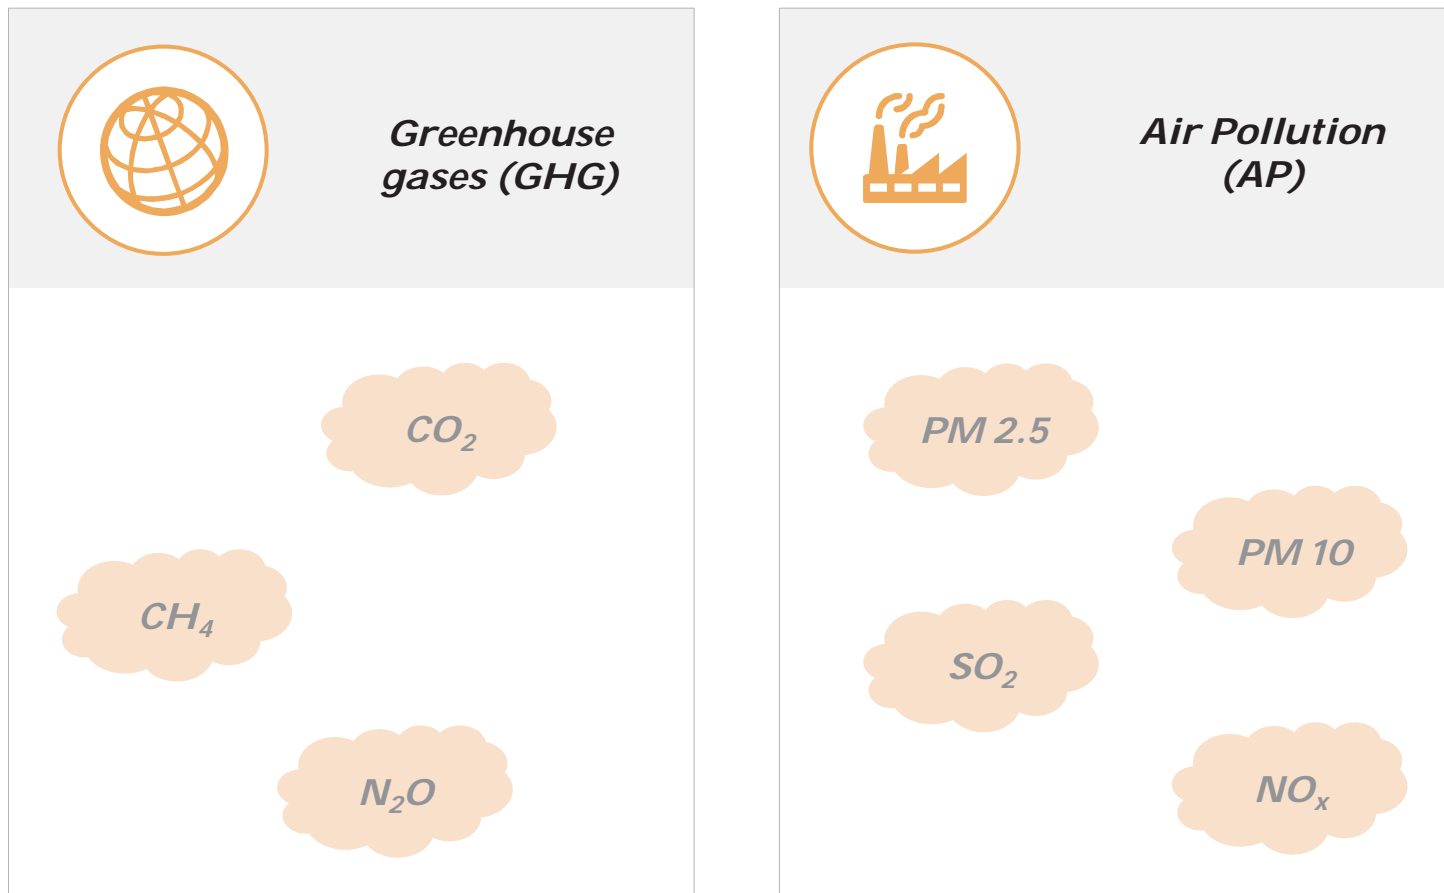 Greenhouse
gases (GHG)
CO₂
CH₄
N₂O
Air Pollution
(AP)
PM 2.5
PM 10
SO₂
NOₓ